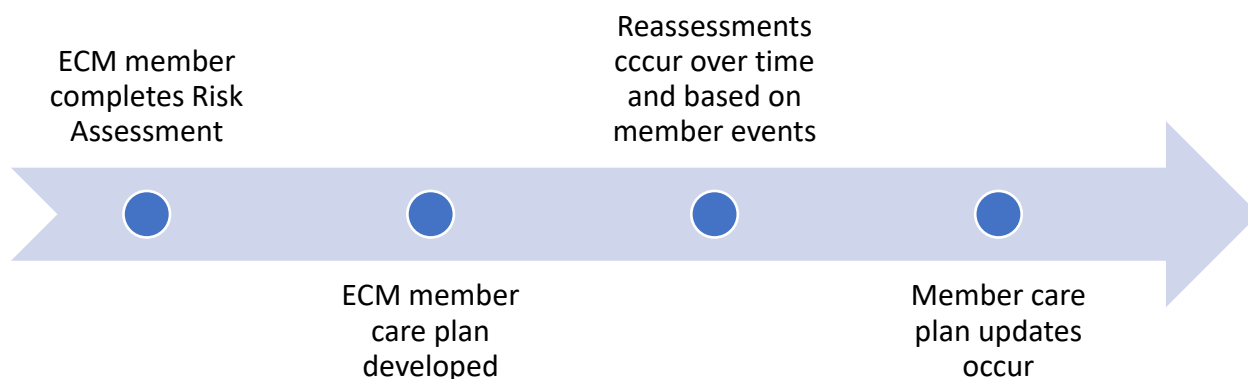 ECM member
completes Risk
Assessment
ECM member
care plan
developed
Reassessments
cccur over time
and based on
member events
Member care
plan updates
occur